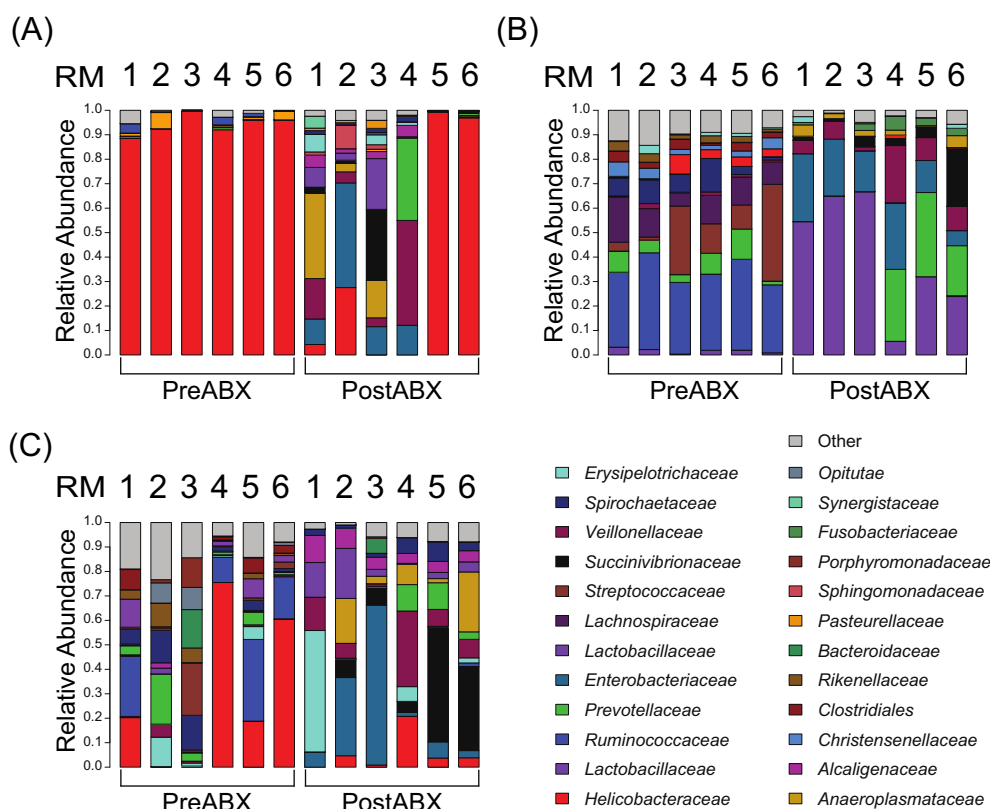 (A)
RM 1 2 3 4 5 6 1 2 3 4 5 6
Relative Abundance
1.0
0.9
0.8
0.7
0.6
0.5
0.4
0.3
0.2
0.1
0.0
PreABX PostABX
(B)
RM 1 2 3 4 5 6 1 2 3 4 5 6
Relative Abundance
1.0
0.9
0.8
0.7
0.6
0.5
0.4
0.3
0.2
0.1
0.0
PreABX PostABX
(C)
RM 1 2 3 4 5 6 1 2 3 4 5 6
Relative Abundance
1.0
0.9
0.8
0.7
0.6
0.5
0.4
0.3
0.2
0.1
0.0
PreABX PostABX
Other
Erysipelotrichaceae Opitutae
Spirochaetaceae Synergistaceae
Veillonellaceae Fusobacteriaceae
Succinivibrionaceae Porphyromonadaceae
Streptococcaceae Sphingomonadaceae
Lachnospiraceae Pasteurellaceae
Lactobacillaceae Bacteroidaceae
Enterobacteriaceae Rikenellaceae
Prevotellaceae Clostridiales
Ruminococcaceae Christensenellaceae
Lactobacillaceae Alcaligenaceae
Helicobacteraceae Anaeroplasmataceae